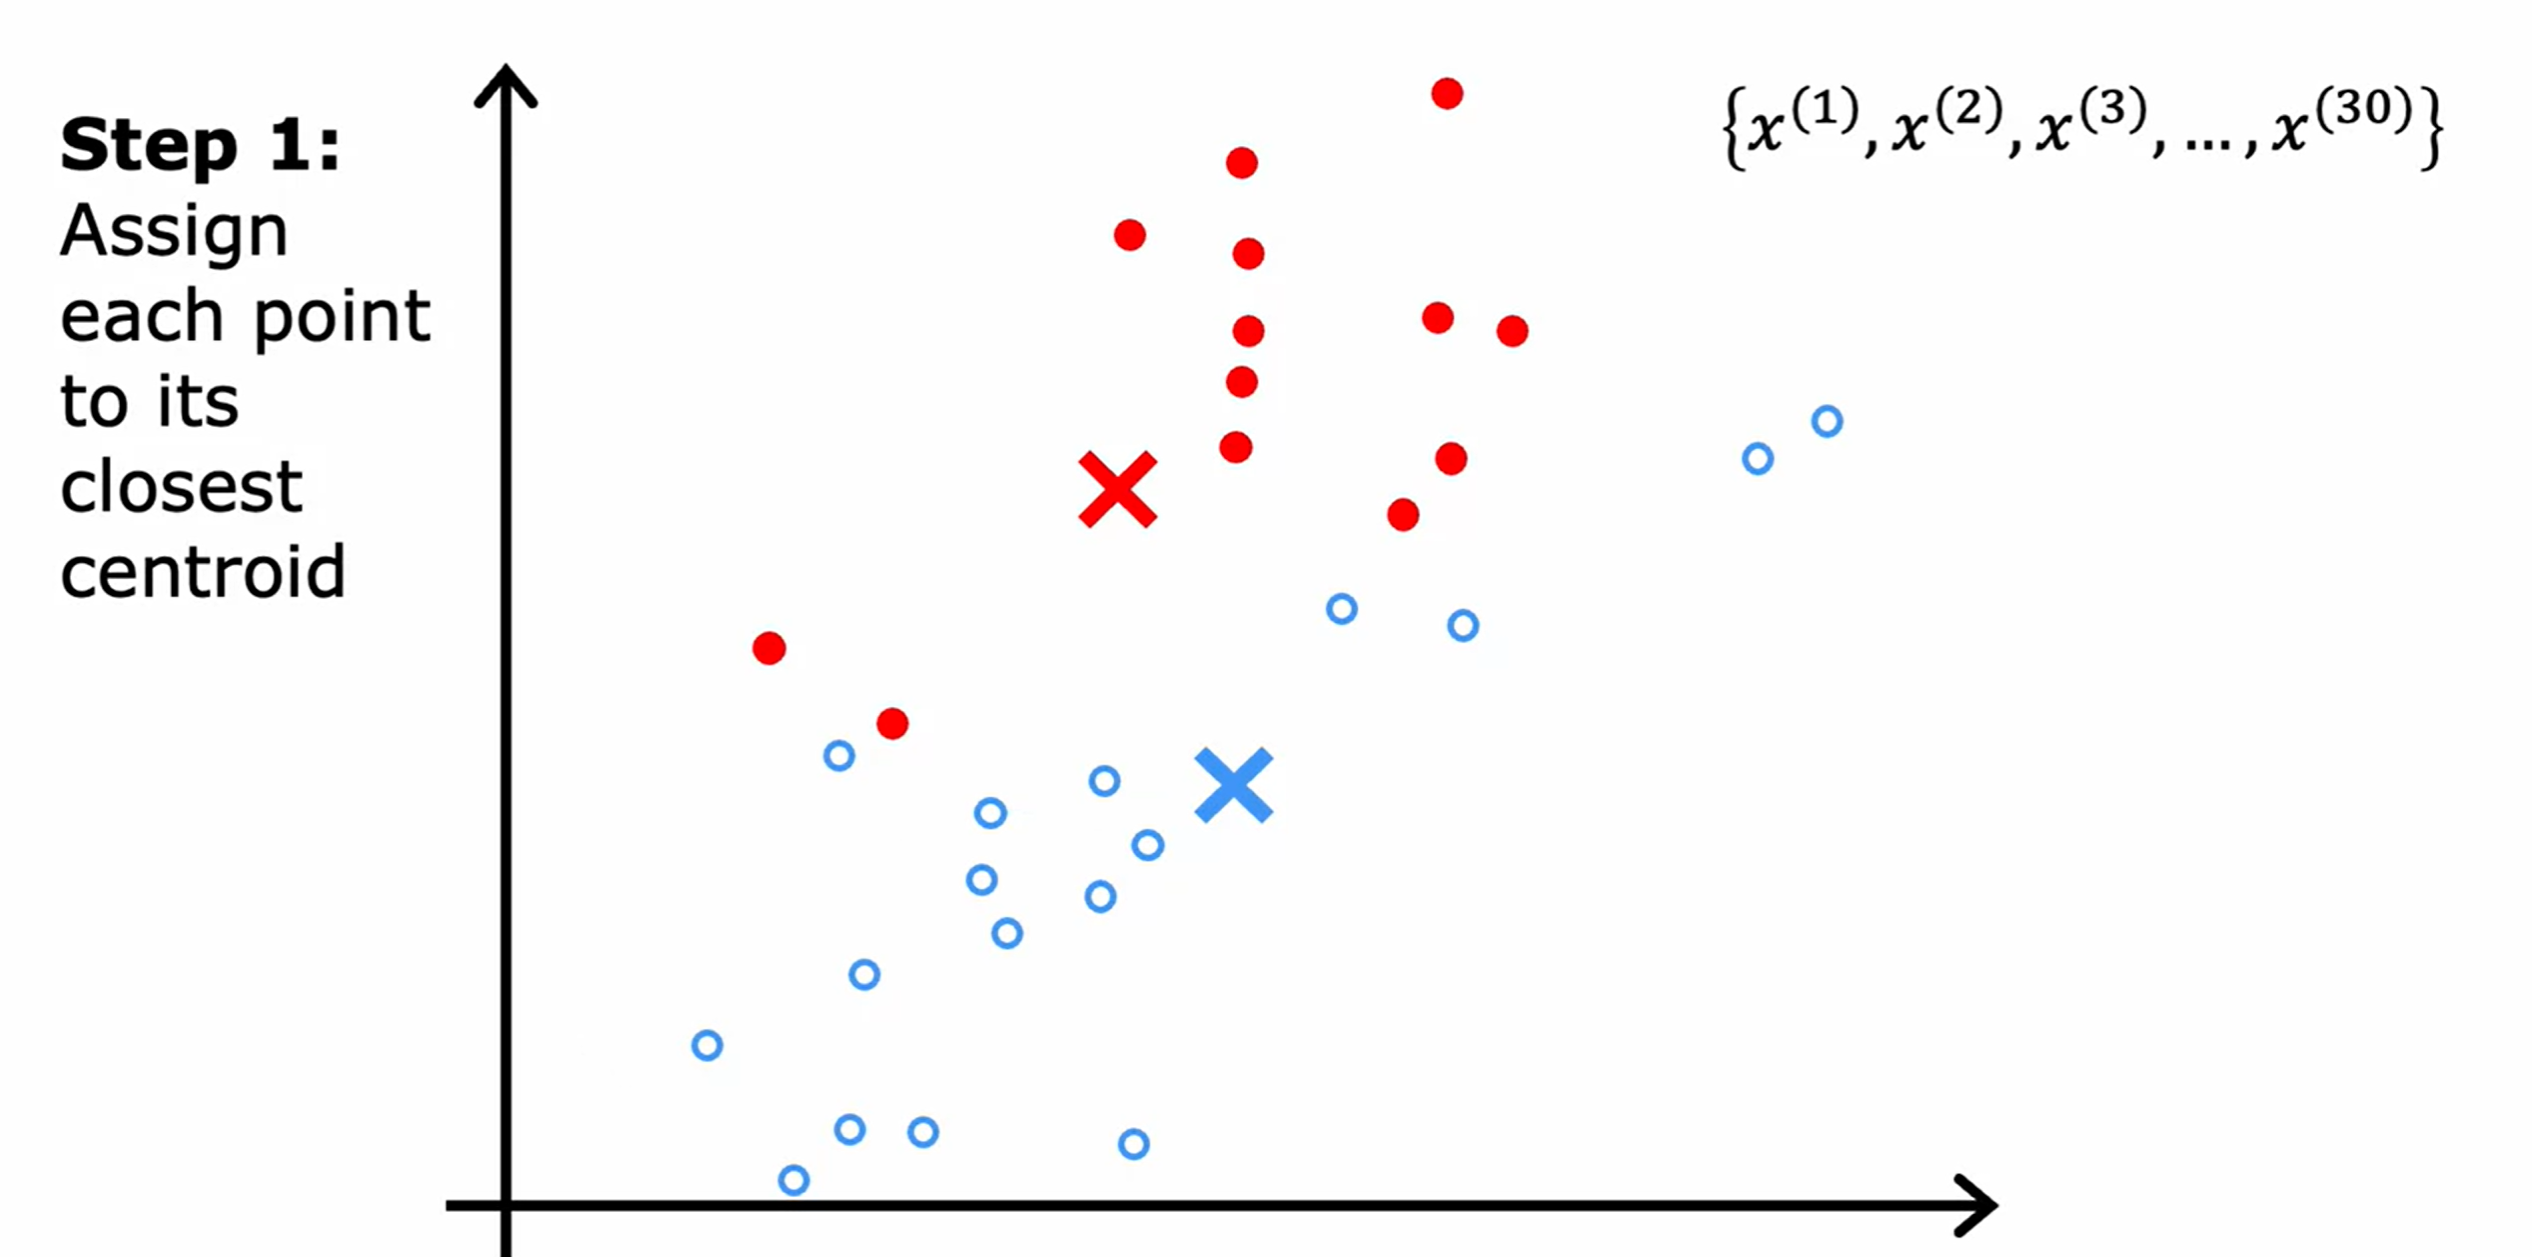 Step 1:
Assign
each point
to its
closest
centroid
{x^(1), x^(2), x^(3), ..., x^(30)}